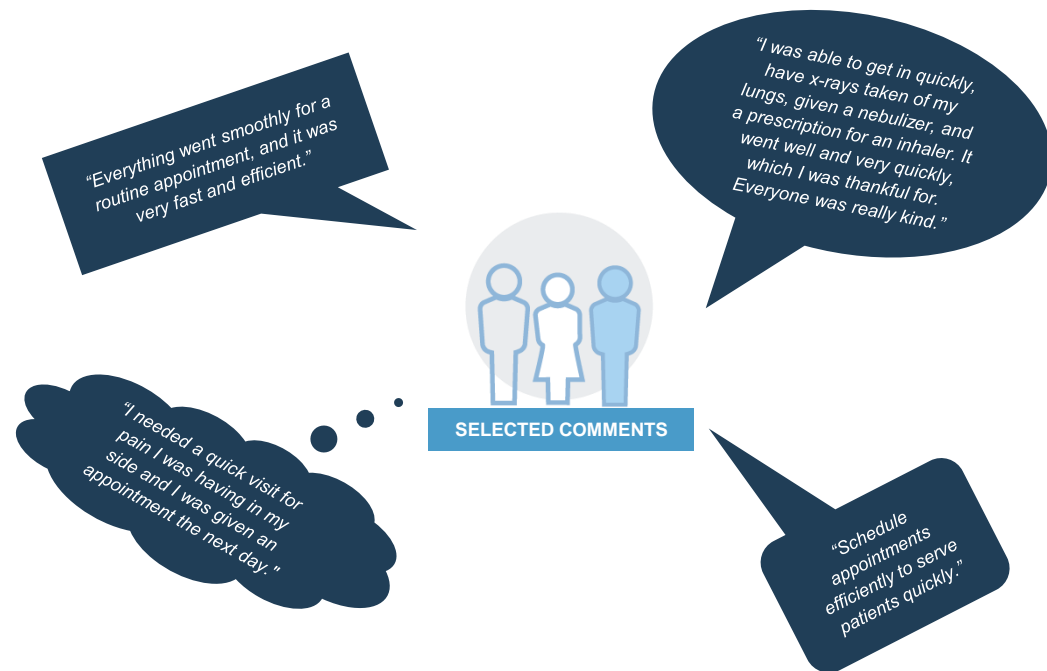 “Everything went smoothly for a
routine appointment, and it was
very fast and efficient.”
“I was able to get in quickly,
have x-rays taken of my
lungs, given a nebulizer, and
a prescription for an inhaler. It
went well and very quickly,
which I was thankful for.
Everyone was really kind.”
SELECTED COMMENTS
“I needed a quick visit for
pain I was having in my
side and I was given an
appointment the next day. "
“Schedule
appointments
efficiently to serve
patients quickly.”